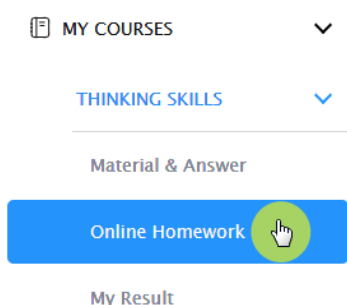 MY COURSES
THINKING SKILLS
Material & Answer
Online Homework
My Result